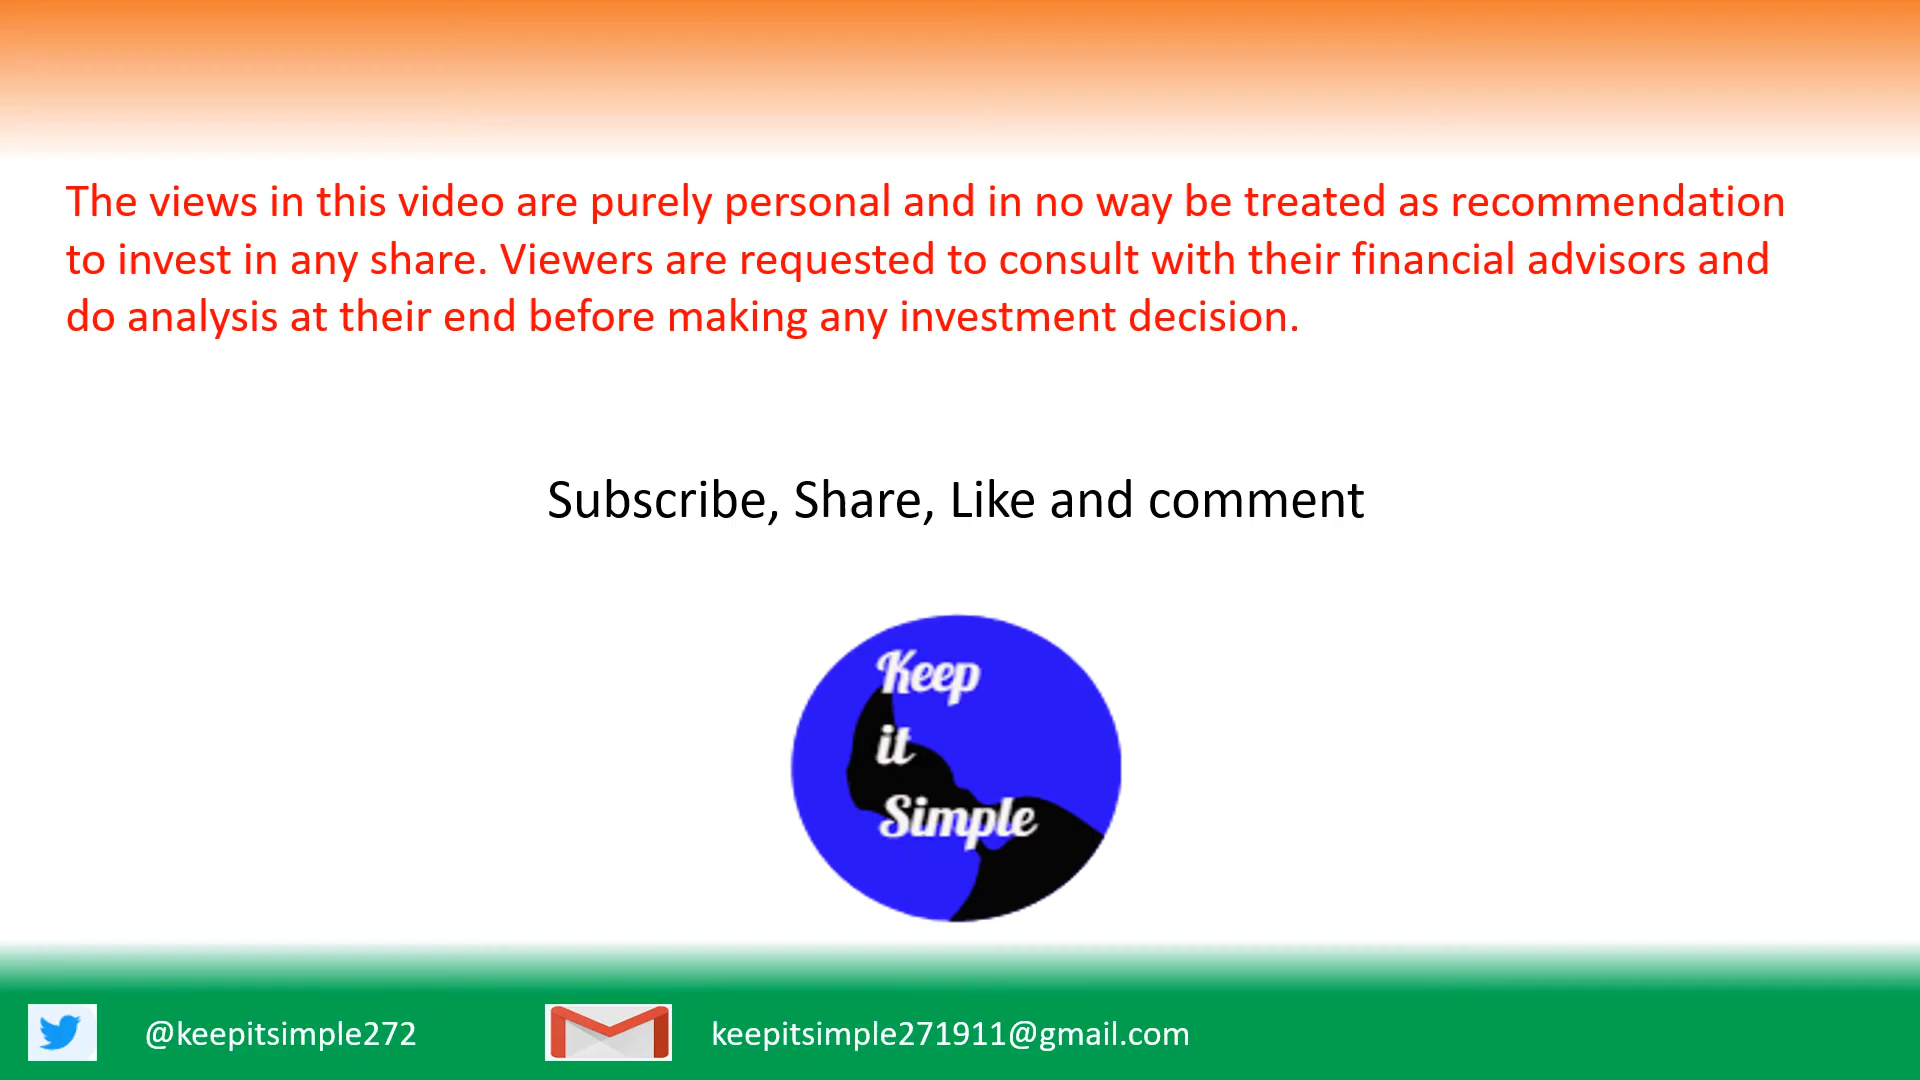 The views in this video are purely personal and in no way be treated as recommendation
to invest in any share. Viewers are requested to consult with their financial advisors and
do analysis at their end before making any investment decision.
Subscribe, Share, Like and comment
Keep
it
Simple
@keepitsimple272
keepitsimple271911@gmail.com